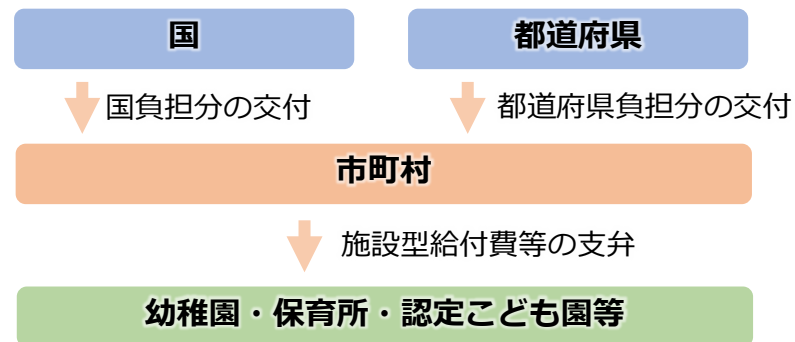 国
都道府県
国負担分の交付
都道府県負担分の交付
市町村
施設型給付費等の支弁
幼稚園・保育所・認定こども園等